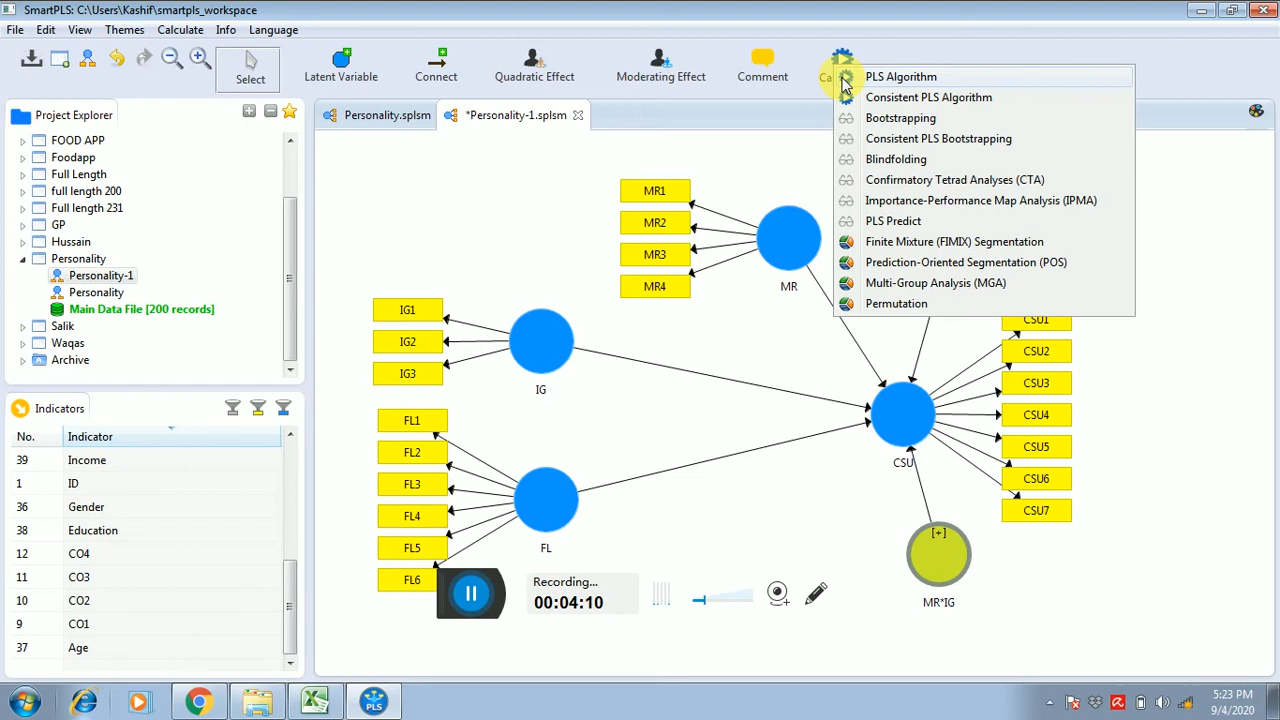 SmartPLS: C:\Users\Kashif\smartpls_workspace
File Edit View Themes Calculate Info Language
Select
Latent Variable
Connect
Quadratic Effect
Moderating Effect
Comment
Ca
PLS Algorithm
Consistent PLS Algorithm
Bootstrapping
Consistent PLS Bootstrapping
Blindfolding
Confirmatory Tetrad Analyses (CTA)
Importance-Performance Map Analysis (IPMA)
PLS Predict
Finite Mixture (FIMIX) Segmentation
Prediction-Oriented Segmentation (POS)
Multi-Group Analysis (MGA)
Permutation
Project Explorer
FOOD APP
Foodapp
Full Length
full length 200
Full length 231
GP
Hussain
Personality
Personality-1
Personality
Main Data File [200 records]
Salik
Waqas
Archive
Indicators
No. Indicator
39 Income
1 ID
36 Gender
38 Education
12 CO4
11 CO3
10 CO2
9 CO1
37 Age
Personality.splsm
*Personality-1.splsm
MR1
MR2
MR3
MR4
MR
IG1
IG2
IG3
IG
FL1
FL2
FL3
FL4
FL5
FL6
FL
CSU
CSU1
CSU2
CSU3
CSU4
CSU5
CSU6
CSU7
[+]
MR*IG
Recording...
00:04:10
PLS
5:23 PM
9/4/2020